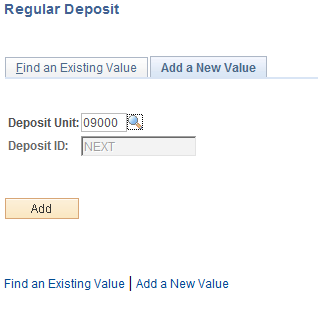 Regular Deposit
Find an Existing Value Add a New Value
Deposit Unit: 09000
Deposit ID: NEXT
Add
Find an Existing Value | Add a New Value